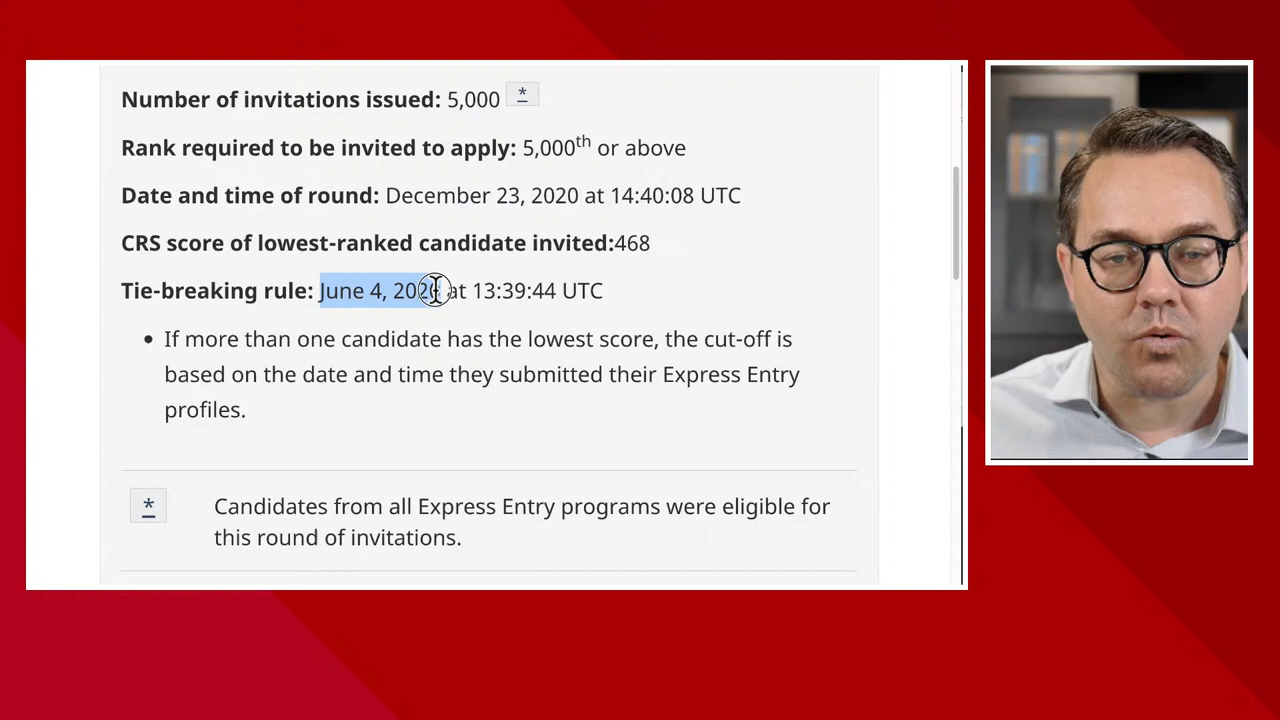 Number of invitations issued: 5,000 *
Rank required to be invited to apply: 5,000th or above
Date and time of round: December 23, 2020 at 14:40:08 UTC
CRS score of lowest-ranked candidate invited:468
Tie-breaking rule: June 4, 2020 at 13:39:44 UTC
• If more than one candidate has the lowest score, the cut-off is
based on the date and time they submitted their Express Entry
profiles.
* Candidates from all Express Entry programs were eligible for
this round of invitations.